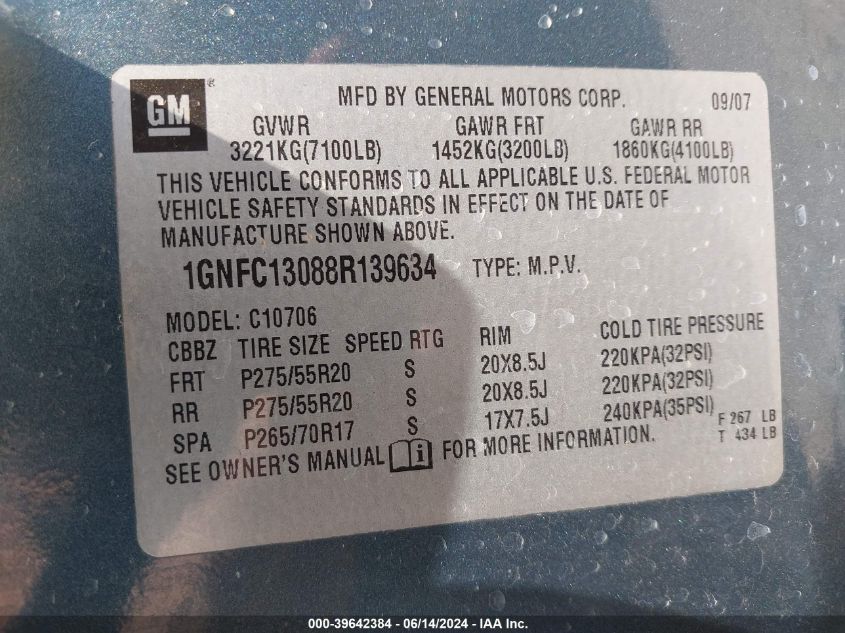 GM ®
MFD BY GENERAL MOTORS CORP. 09/07
GVWR GAWR FRT GAWR RR
3221KG(7100LB) 1452KG(3200LB) 1860KG(4100LB)
THIS VEHICLE CONFORMS TO ALL APPLICABLE U.S. FEDERAL MOTOR
VEHICLE SAFETY STANDARDS IN EFFECT ON THE DATE OF
MANUFACTURE SHOWN ABOVE.
1GNFC13088R139634 TYPE: M.P.V.
MODEL: C10706
CBBZ TIRE SIZE SPEED RTG RIM COLD TIRE PRESSURE
FRT P275/55R20 S 20X8.5J 220KPA(32PSI)
RR P275/55R20 S 20X8.5J 220KPA(32PSI)
SPA P265/70R17 S 17X7.5J 240KPA(35PSI) F 267 LB
SEE OWNER'S MANUAL i FOR MORE INFORMATION. T 434 LB
000-39642384 - 06/14/2024 - IAA Inc.